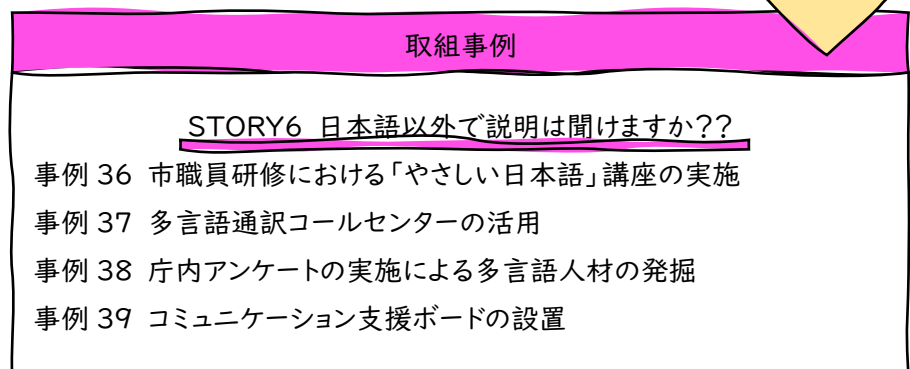 取組事例
STORY6 日本語以外で説明は聞けますか??
事例 36 市職員研修における「やさしい日本語」講座の実施
事例 37 多言語通訳コールセンターの活用
事例 38 庁内アンケートの実施による多言語人材の発掘
事例 39 コミュニケーション支援ボードの設置